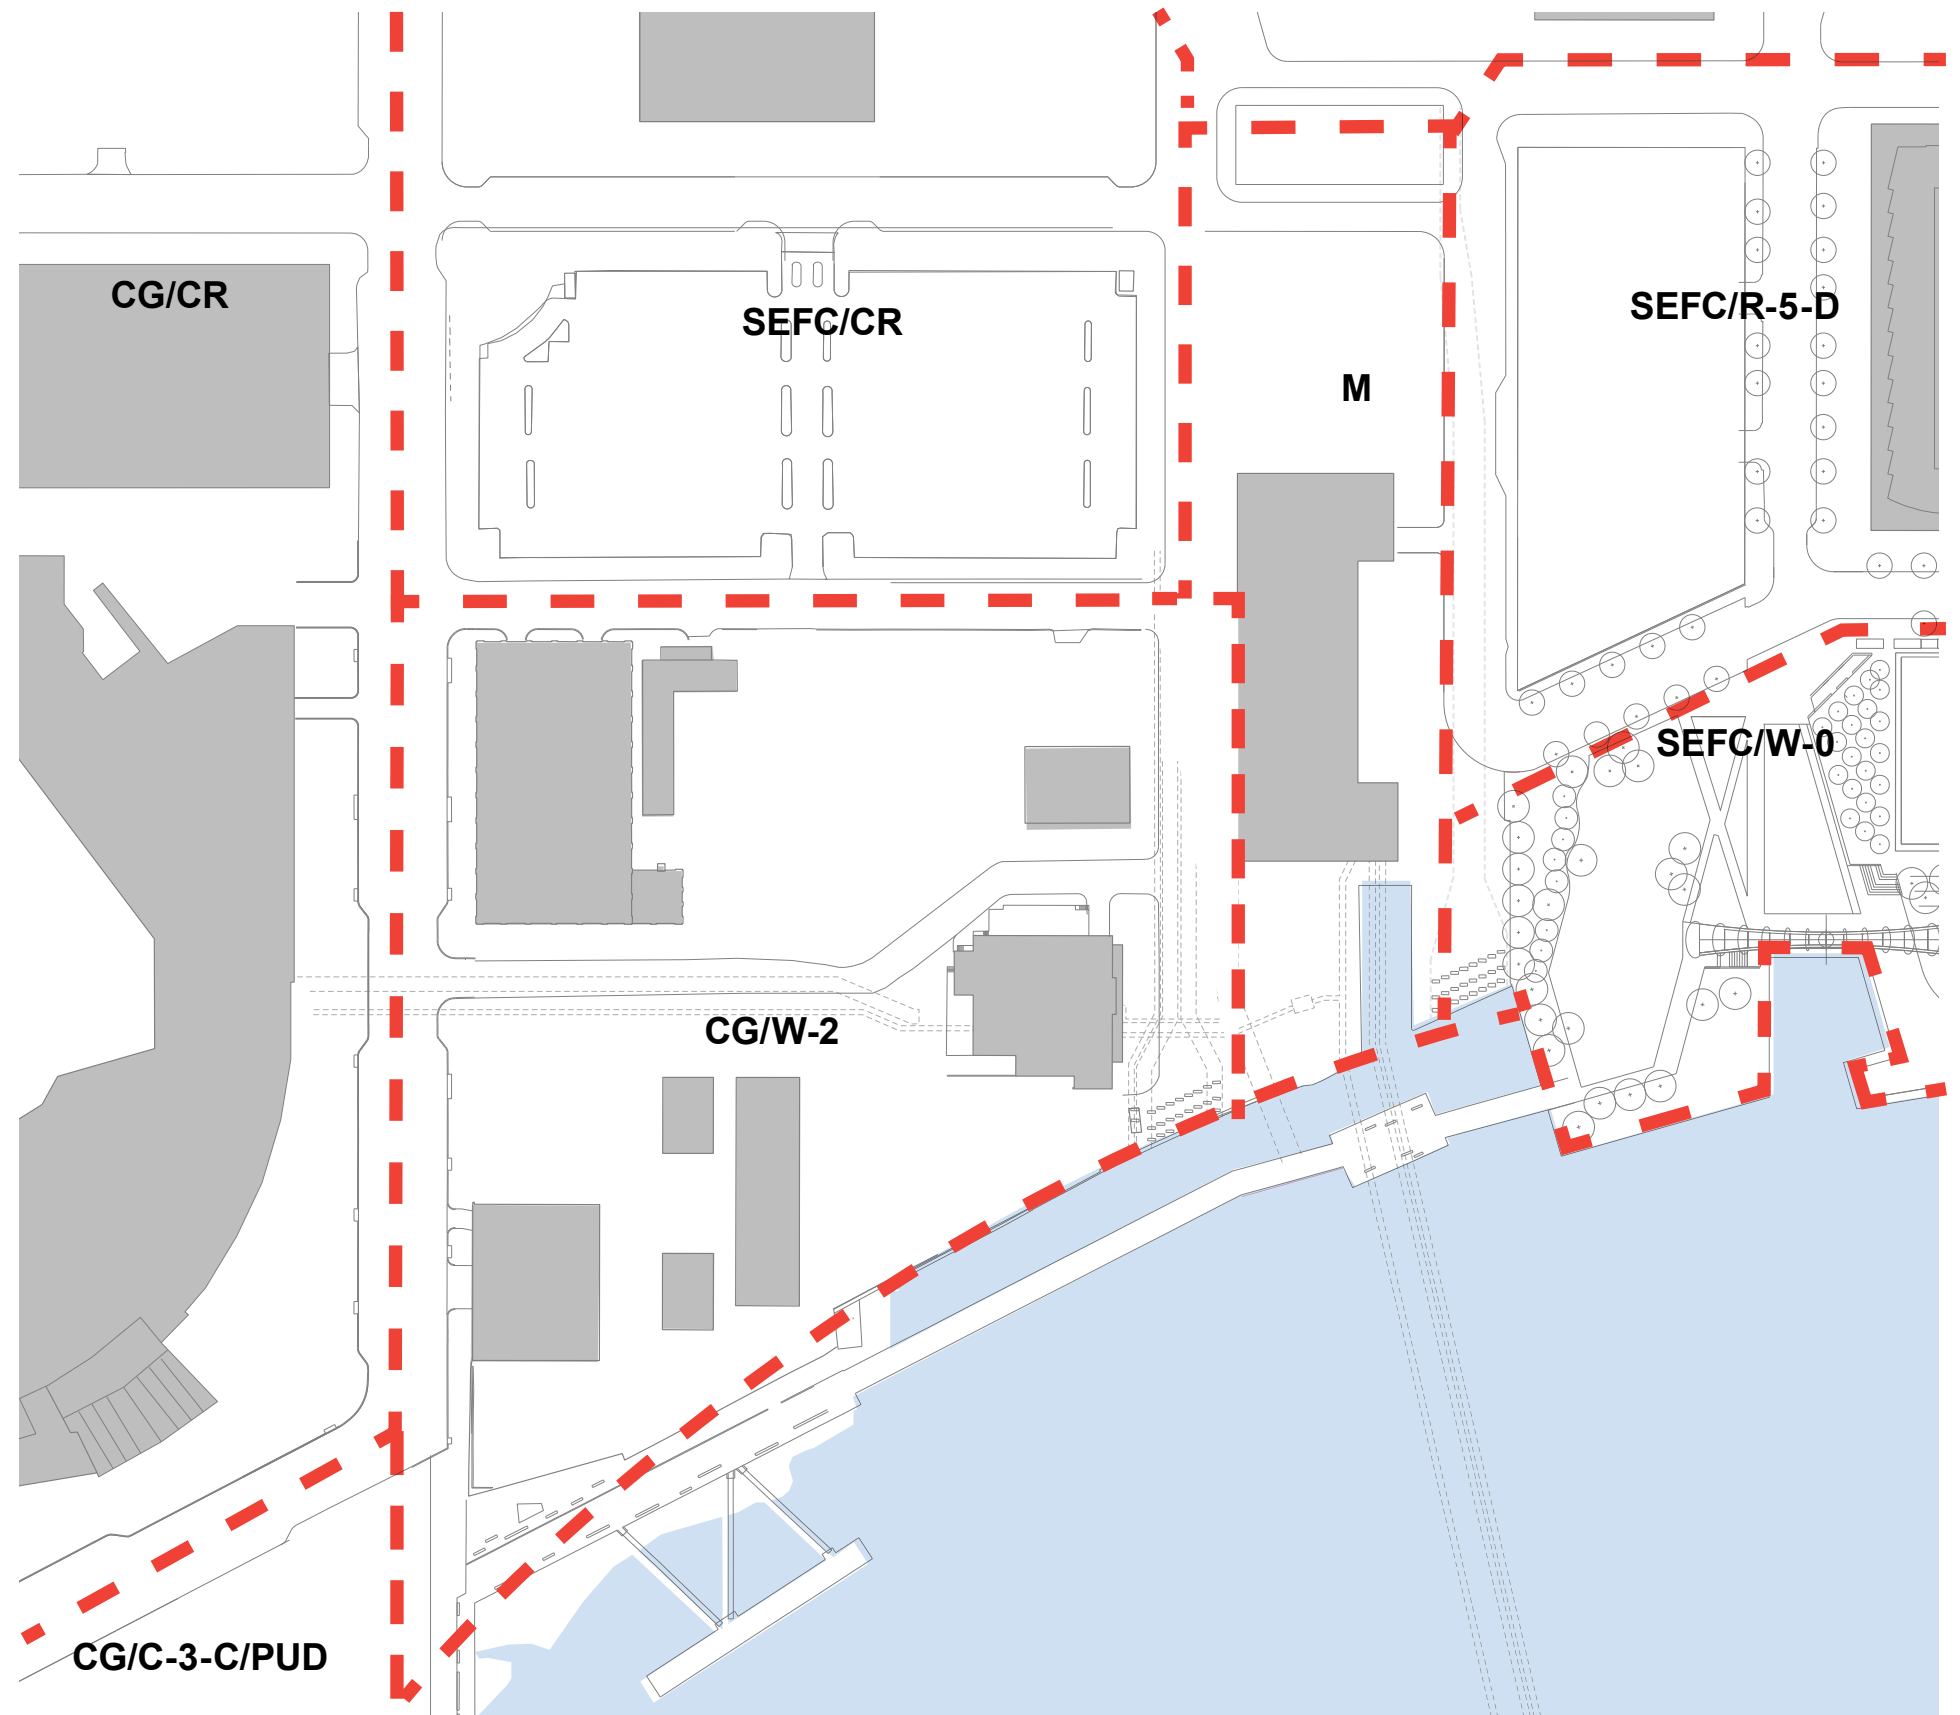 CG/CR
SEFC/CR
SEFC/R-5-D
M
SEFC/W-0
CG/W-2
CG/C-3-C/PUD